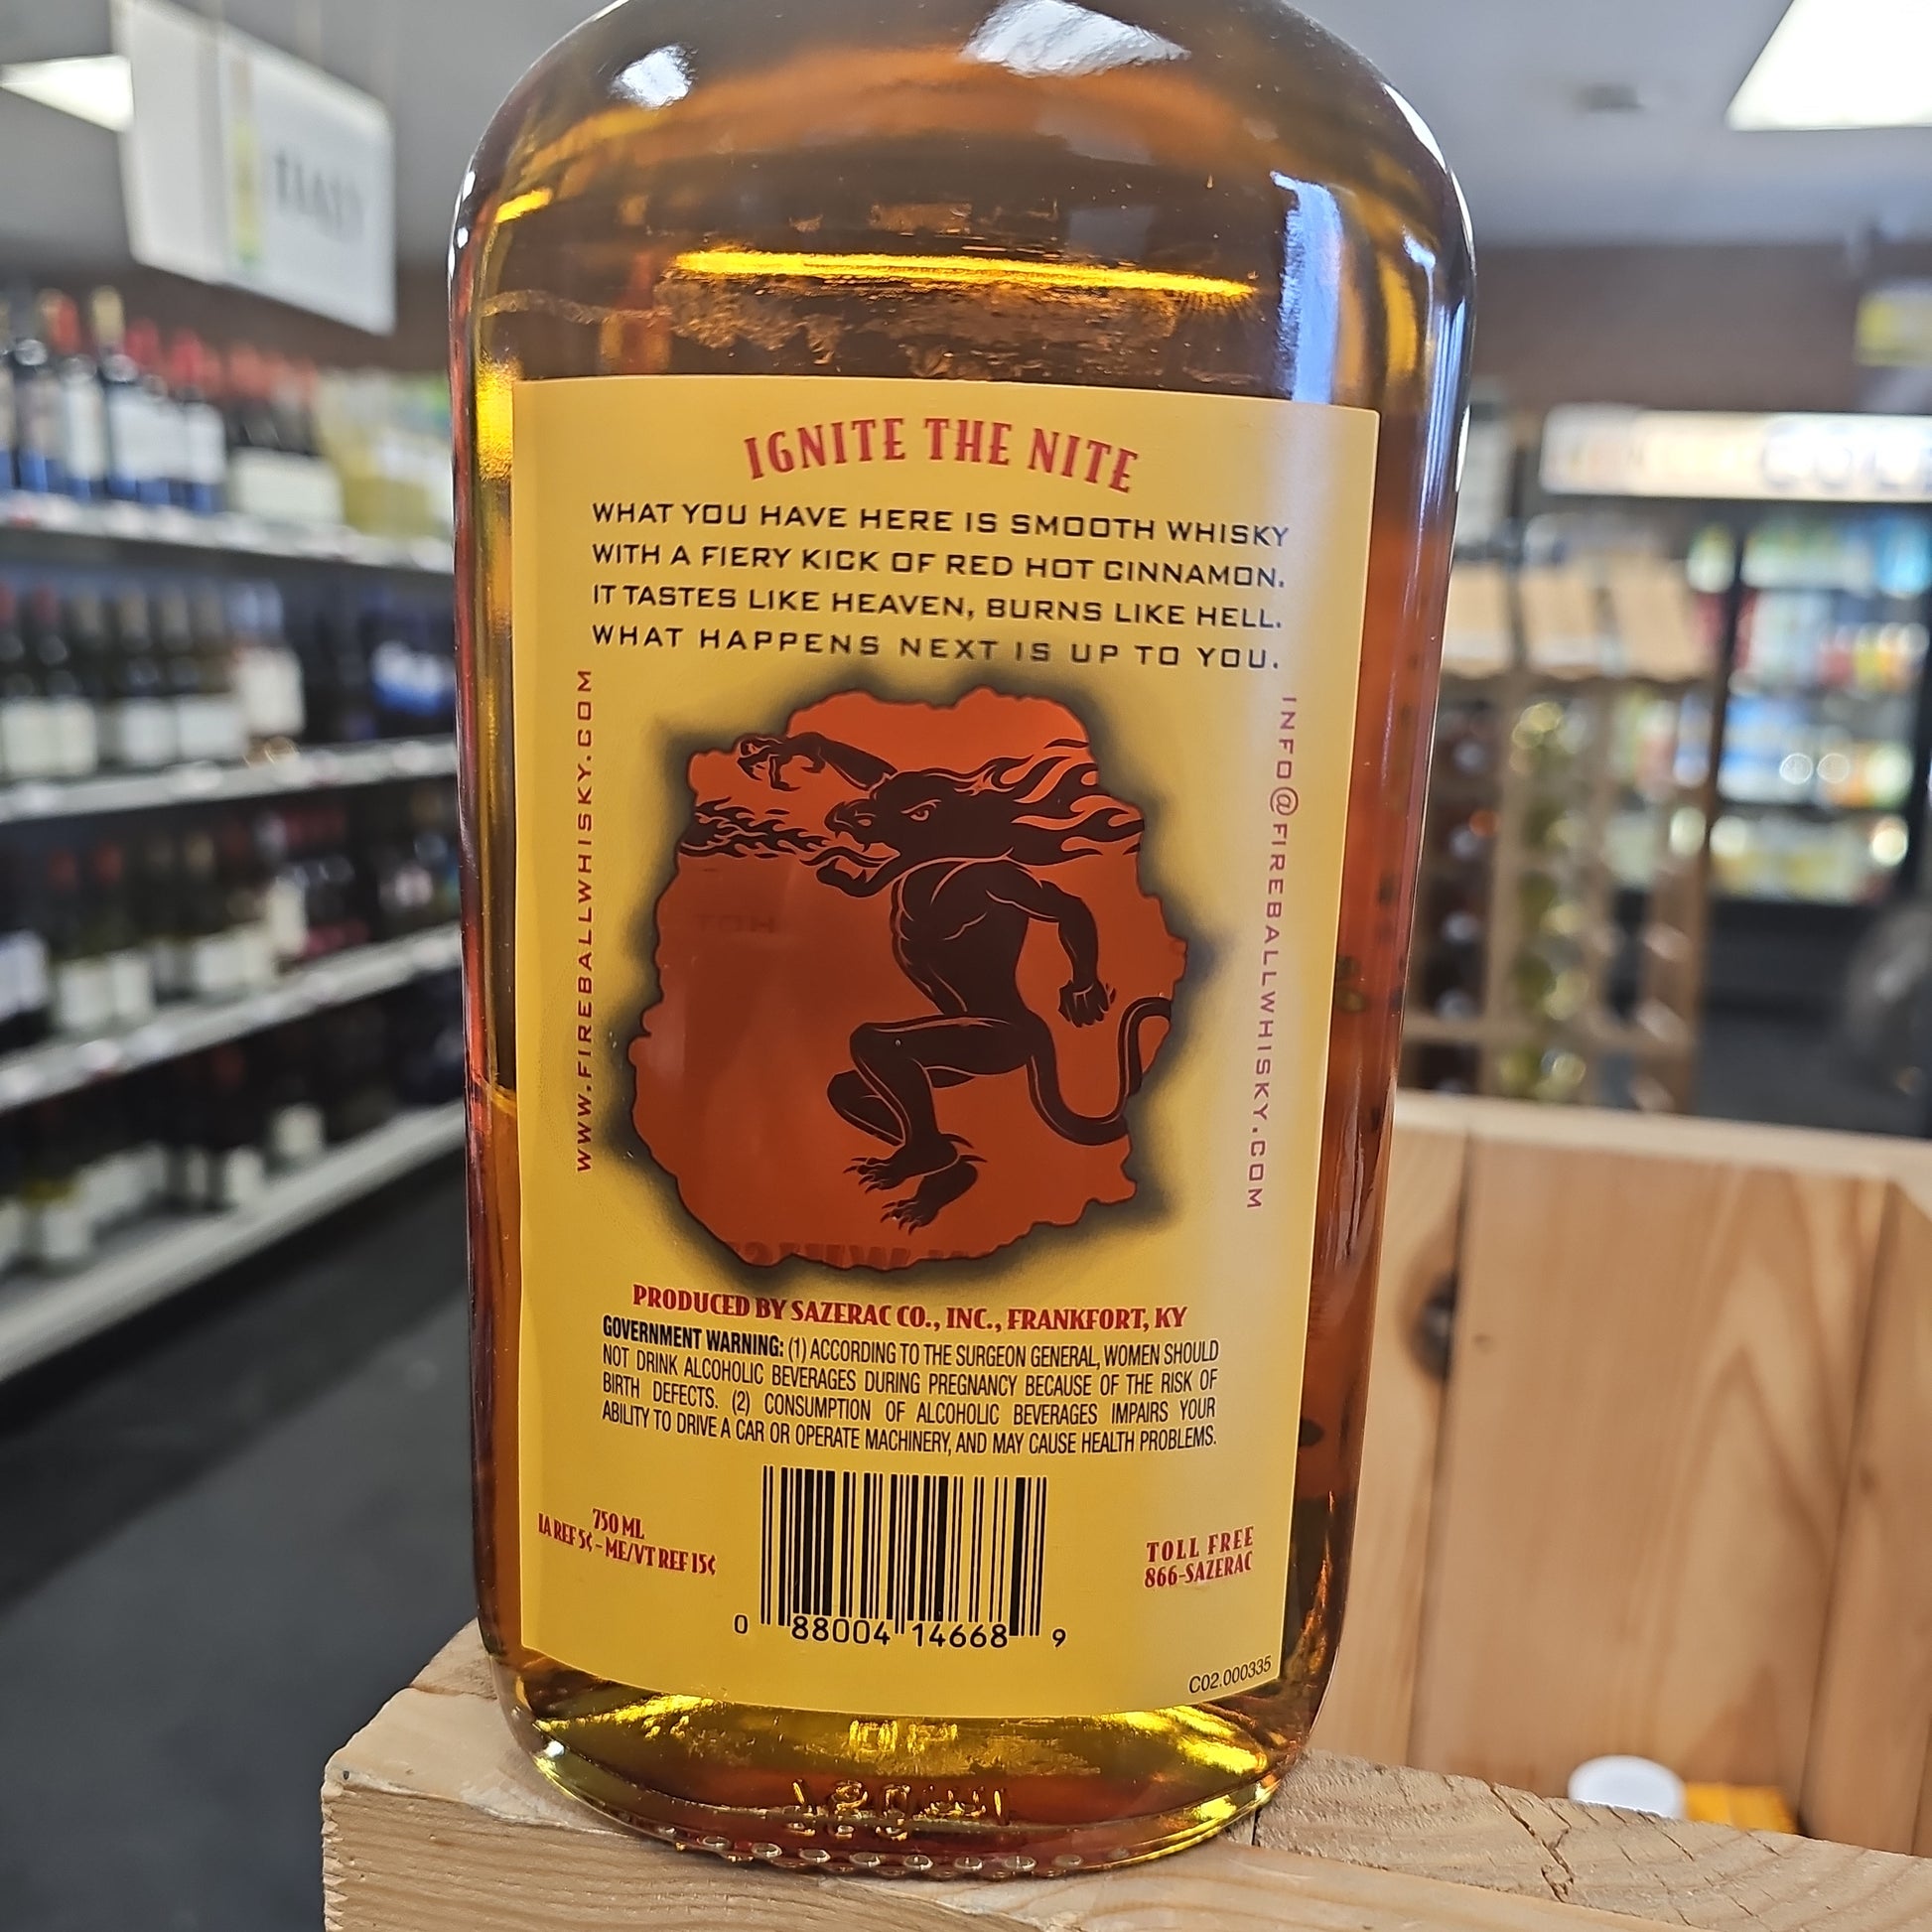 IGNITE THE NITE
WHAT YOU HAVE HERE IS SMOOTH WHISKY
WITH A FIERY KICK OF RED HOT CINNAMON.
IT TASTES LIKE HEAVEN, BURNS LIKE HELL.
WHAT HAPPENS NEXT IS UP TO YOU.
WWW.FIREBALLWHISKY.COM
INFO@FIREBALLWHISKY.COM
PRODUCED BY SAZERAC CO., INC., FRANKFORT, KY
GOVERNMENT WARNING: (1) ACCORDING TO THE SURGEON GENERAL, WOMEN SHOULD
NOT DRINK ALCOHOLIC BEVERAGES DURING PREGNANCY BECAUSE OF THE RISK OF
BIRTH DEFECTS. (2) CONSUMPTION OF ALCOHOLIC BEVERAGES IMPAIRS YOUR
ABILITY TO DRIVE A CAR OR OPERATE MACHINERY, AND MAY CAUSE HEALTH PROBLEMS.
750 ML
IA REF 5¢ - ME/VT REF 15¢
TOLL FREE
866-SAZERAC
0 88004 14668 9
C02.000335